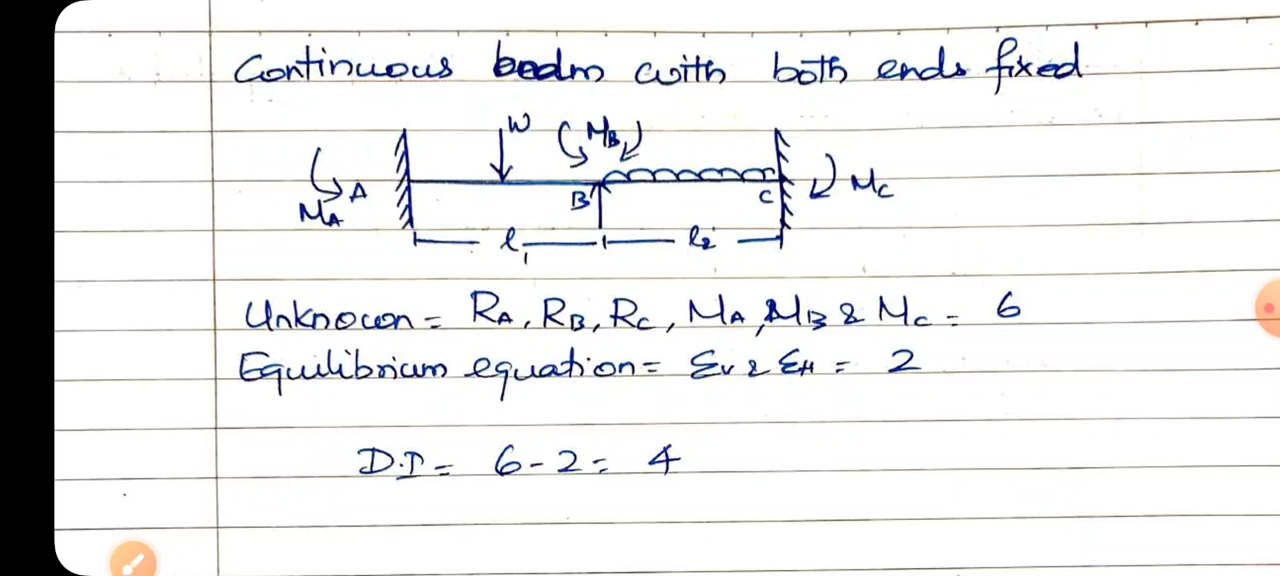 Continuous beam with both ends fixed
W
MB
A
MA
B
C
MC
l1
l2
Unknown = RA, RB, RC, MA, MB & MC = 6
Equilibrium equation = Σv & ΣH = 2
D.I = 6 - 2 = 4